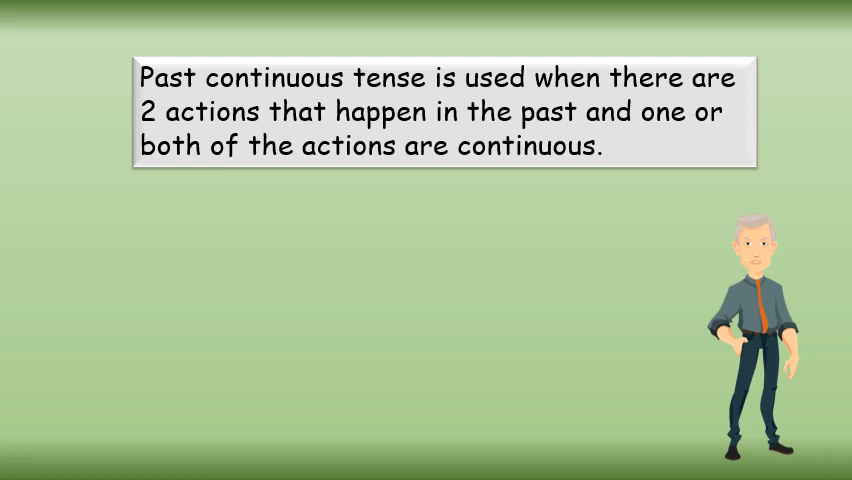 Past continuous tense is used when there are
2 actions that happen in the past and one or
both of the actions are continuous.